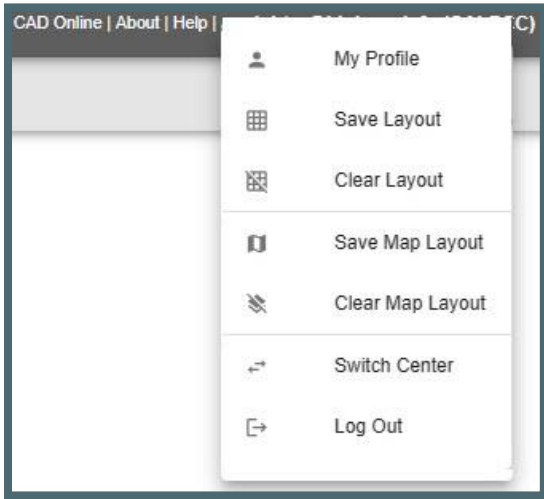 CAD Online | About | Help |
My Profile
Save Layout
Clear Layout
Save Map Layout
Clear Map Layout
Switch Center
Log Out